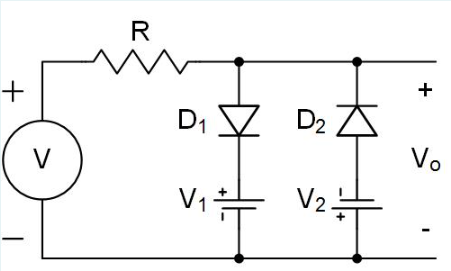 R
+
+
D₁
D₂
V
Vₒ
V₁
+
-
V₂
-
+
–
-